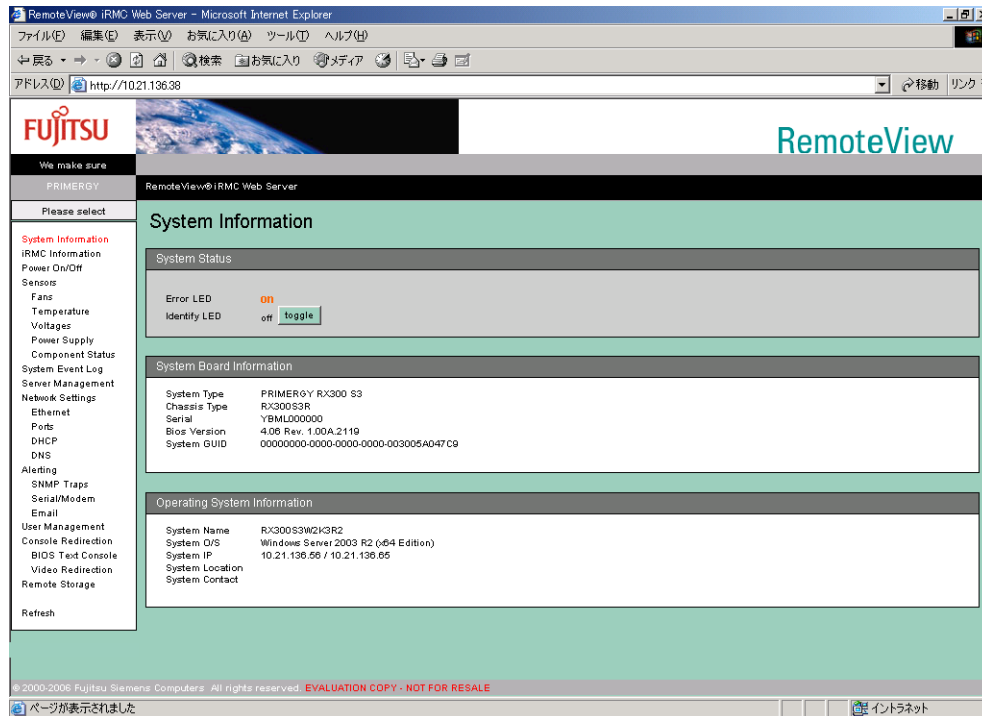 RemoteView® iRMC Web Server - Microsoft Internet Explorer
ファイル(F) 編集(E) 表示(V) お気に入り(A) ツール(T) ヘルプ(H)
戻る 検索 お気に入り メディア
アドレス(D) http://10.21.136.38 移動 リンク
FUJITSU
RemoteView
We make sure
PRIMERGY
RemoteView® iRMC Web Server
Please select
System Information
iRMC Information
Power On/Off
Sensors
Fans
Temperature
Voltages
Power Supply
Component Status
System Event Log
Server Management
Network Settings
Ethernet
Ports
DHCP
DNS
Alerting
SNMP Traps
Serial/Modem
Email
User Management
Console Redirection
BIOS Text Console
Video Redirection
Remote Storage
Refresh
System Information
System Status
Error LED on
Identify LED off toggle
System Board Information
System Type PRIMERGY RX300 S3
Chassis Type RX300S3R
Serial YBML000000
Bios Version 4.06 Rev. 1.00A.2119
System GUID 00000000-0000-0000-0000-003005A047C9
Operating System Information
System Name RX300S3W2K3R2
System O/S Windows Server 2003 R2 (x64 Edition)
System IP 10.21.136.56 / 10.21.136.65
System Location
System Contact
© 2000-2006 Fujitsu Siemens Computers All rights reserved. EVALUATION COPY - NOT FOR RESALE
ページが表示されました イントラネット